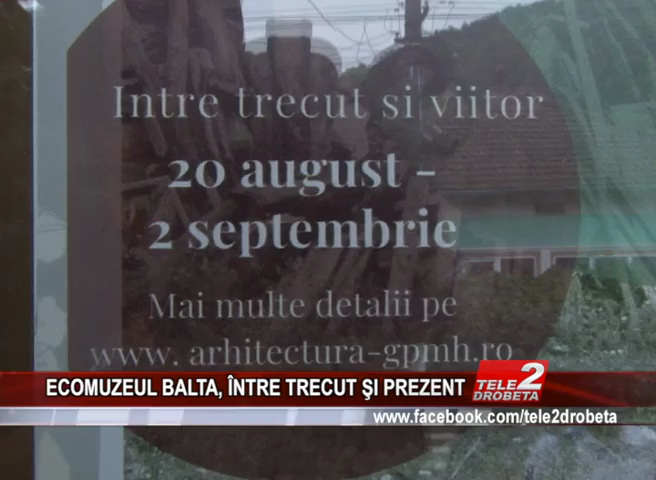 Intre trecut si viitor
20 august -
2 septembrie
Mai multe detalii pe
www. arhitectura-gpmh.ro
ECOMUZEUL BALTA, ÎNTRE TRECUT ŞI PREZENT
TELE 2
DROBETA
www.facebook.com/tele2drobeta